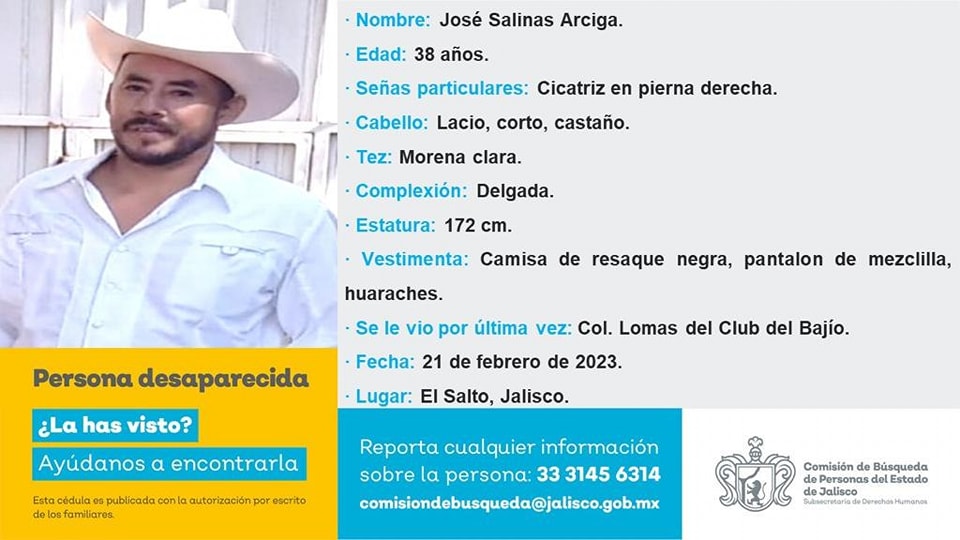 · Nombre: José Salinas Arciga.
· Edad: 38 años.
· Señas particulares: Cicatriz en pierna derecha.
· Cabello: Lacio, corto, castaño.
· Tez: Morena clara.
· Complexión: Delgada.
· Estatura: 172 cm.
· Vestimenta: Camisa de resaque negra, pantalon de mezclilla,
huaraches.
· Se le vio por última vez: Col. Lomas del Club del Bajío.
· Fecha: 21 de febrero de 2023.
· Lugar: El Salto, Jalisco.
Persona desaparecida
¿La has visto?
Ayúdanos a encontrarla
Esta cédula es publicada con la autorización por escrito
de los familiares.
Reporta cualquier información
sobre la persona: 33 3145 6314
comisiondebusqueda@jalisco.gob.mx
Comisión de Búsqueda
de Personas del Estado
de Jalisco
Subsecretaría de Derechos Humanos